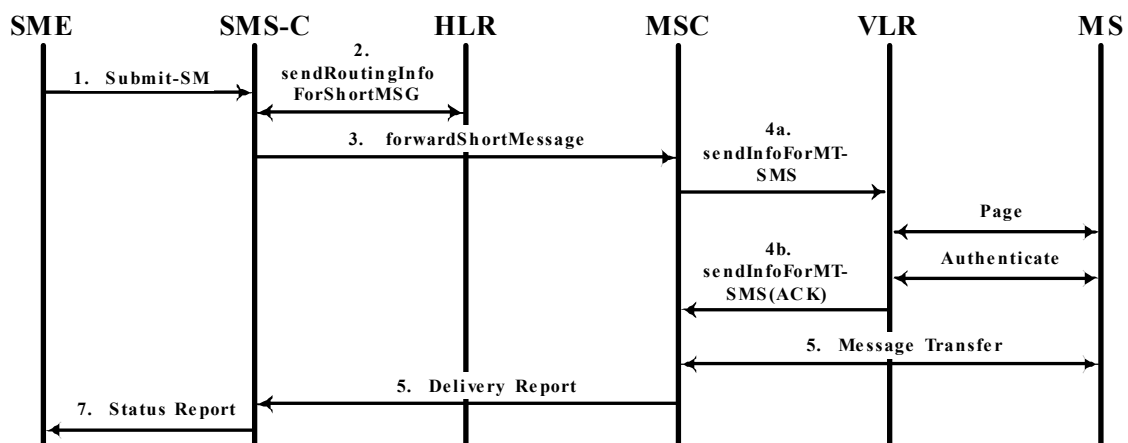 SME SMS-C HLR MSC VLR MS
1. Submit-SM
2.
sendRoutingInfo
ForShortMSG
3. forwardShortMessage
4a.
sendInfoForMT-
SMS
Page
4b.
sendInfoForMT-
SMS(ACK)
Authenticate
5. Message Transfer
5. Delivery Report
7. Status Report